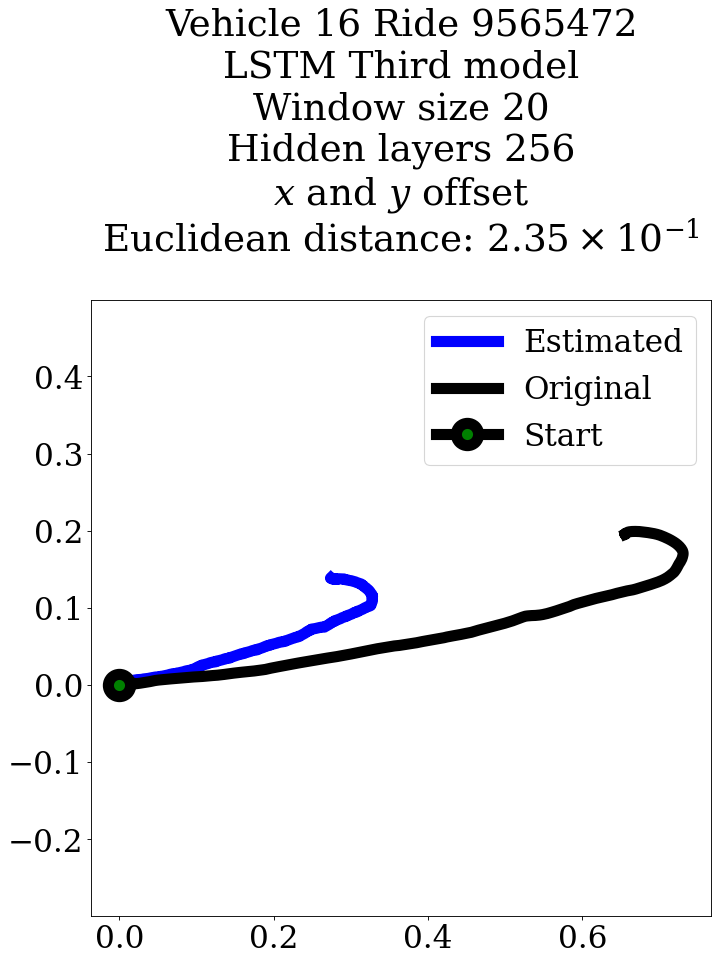 Vehicle 16 Ride 9565472
LSTM Third model
Window size 20
Hidden layers 256
x and y offset
Euclidean distance: 2.35 × 10⁻¹
Estimated
Original
Start
0.4
0.3
0.2
0.1
0.0
−0.1
−0.2
0.0 0.2 0.4 0.6